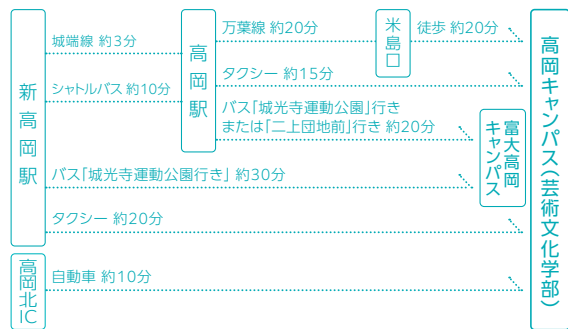 新高岡駅
城端線 約3分
シャトルバス 約10分
高岡駅
万葉線 約20分
米島口
徒歩 約20分
タクシー 約15分
バス「城光寺運動公園」行き
または「二上団地前」行き 約20分
富大高岡
キャンパス
バス「城光寺運動公園行き」 約30分
タクシー 約20分
高岡北IC
自動車 約10分
高岡キャンパス(芸術文化学部)